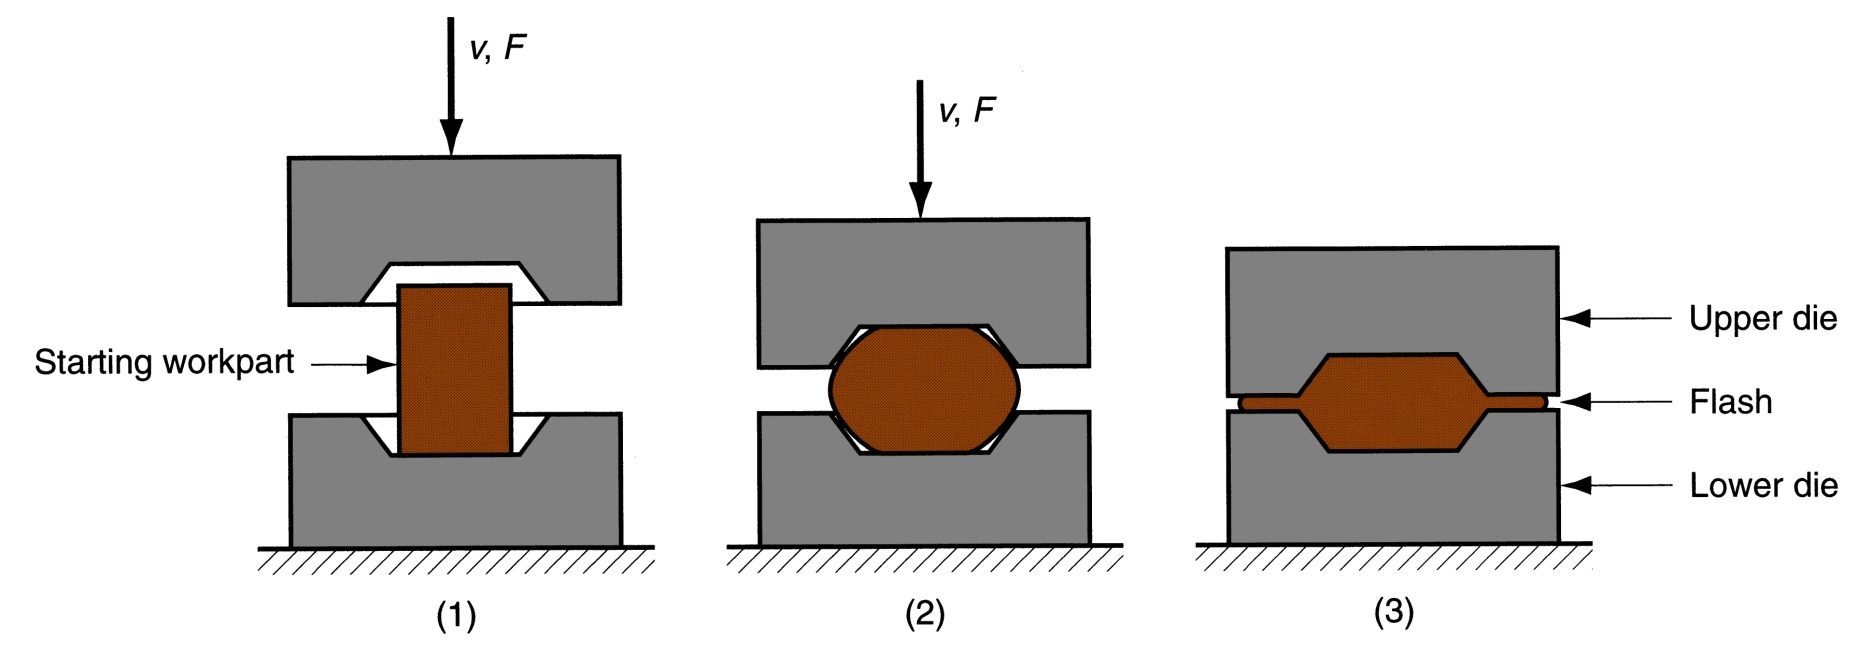 v, F
v, F
Starting workpart
Upper die
Flash
Lower die
(1)
(2)
(3)